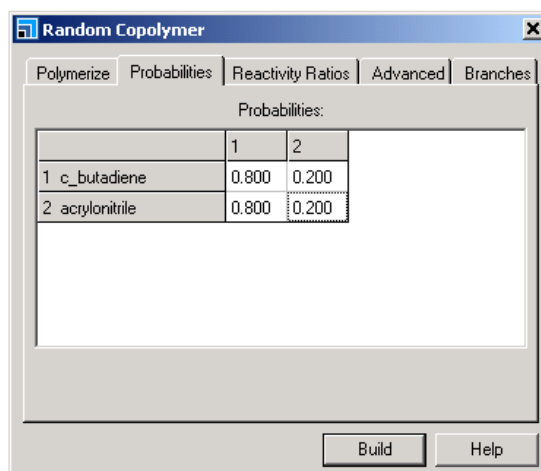 Random Copolymer
Polymerize Probabilities Reactivity Ratios Advanced Branches
Probabilities:
1 2
1 c_butadiene 0.800 0.200
2 acrylonitrile 0.800 0.200
Build Help